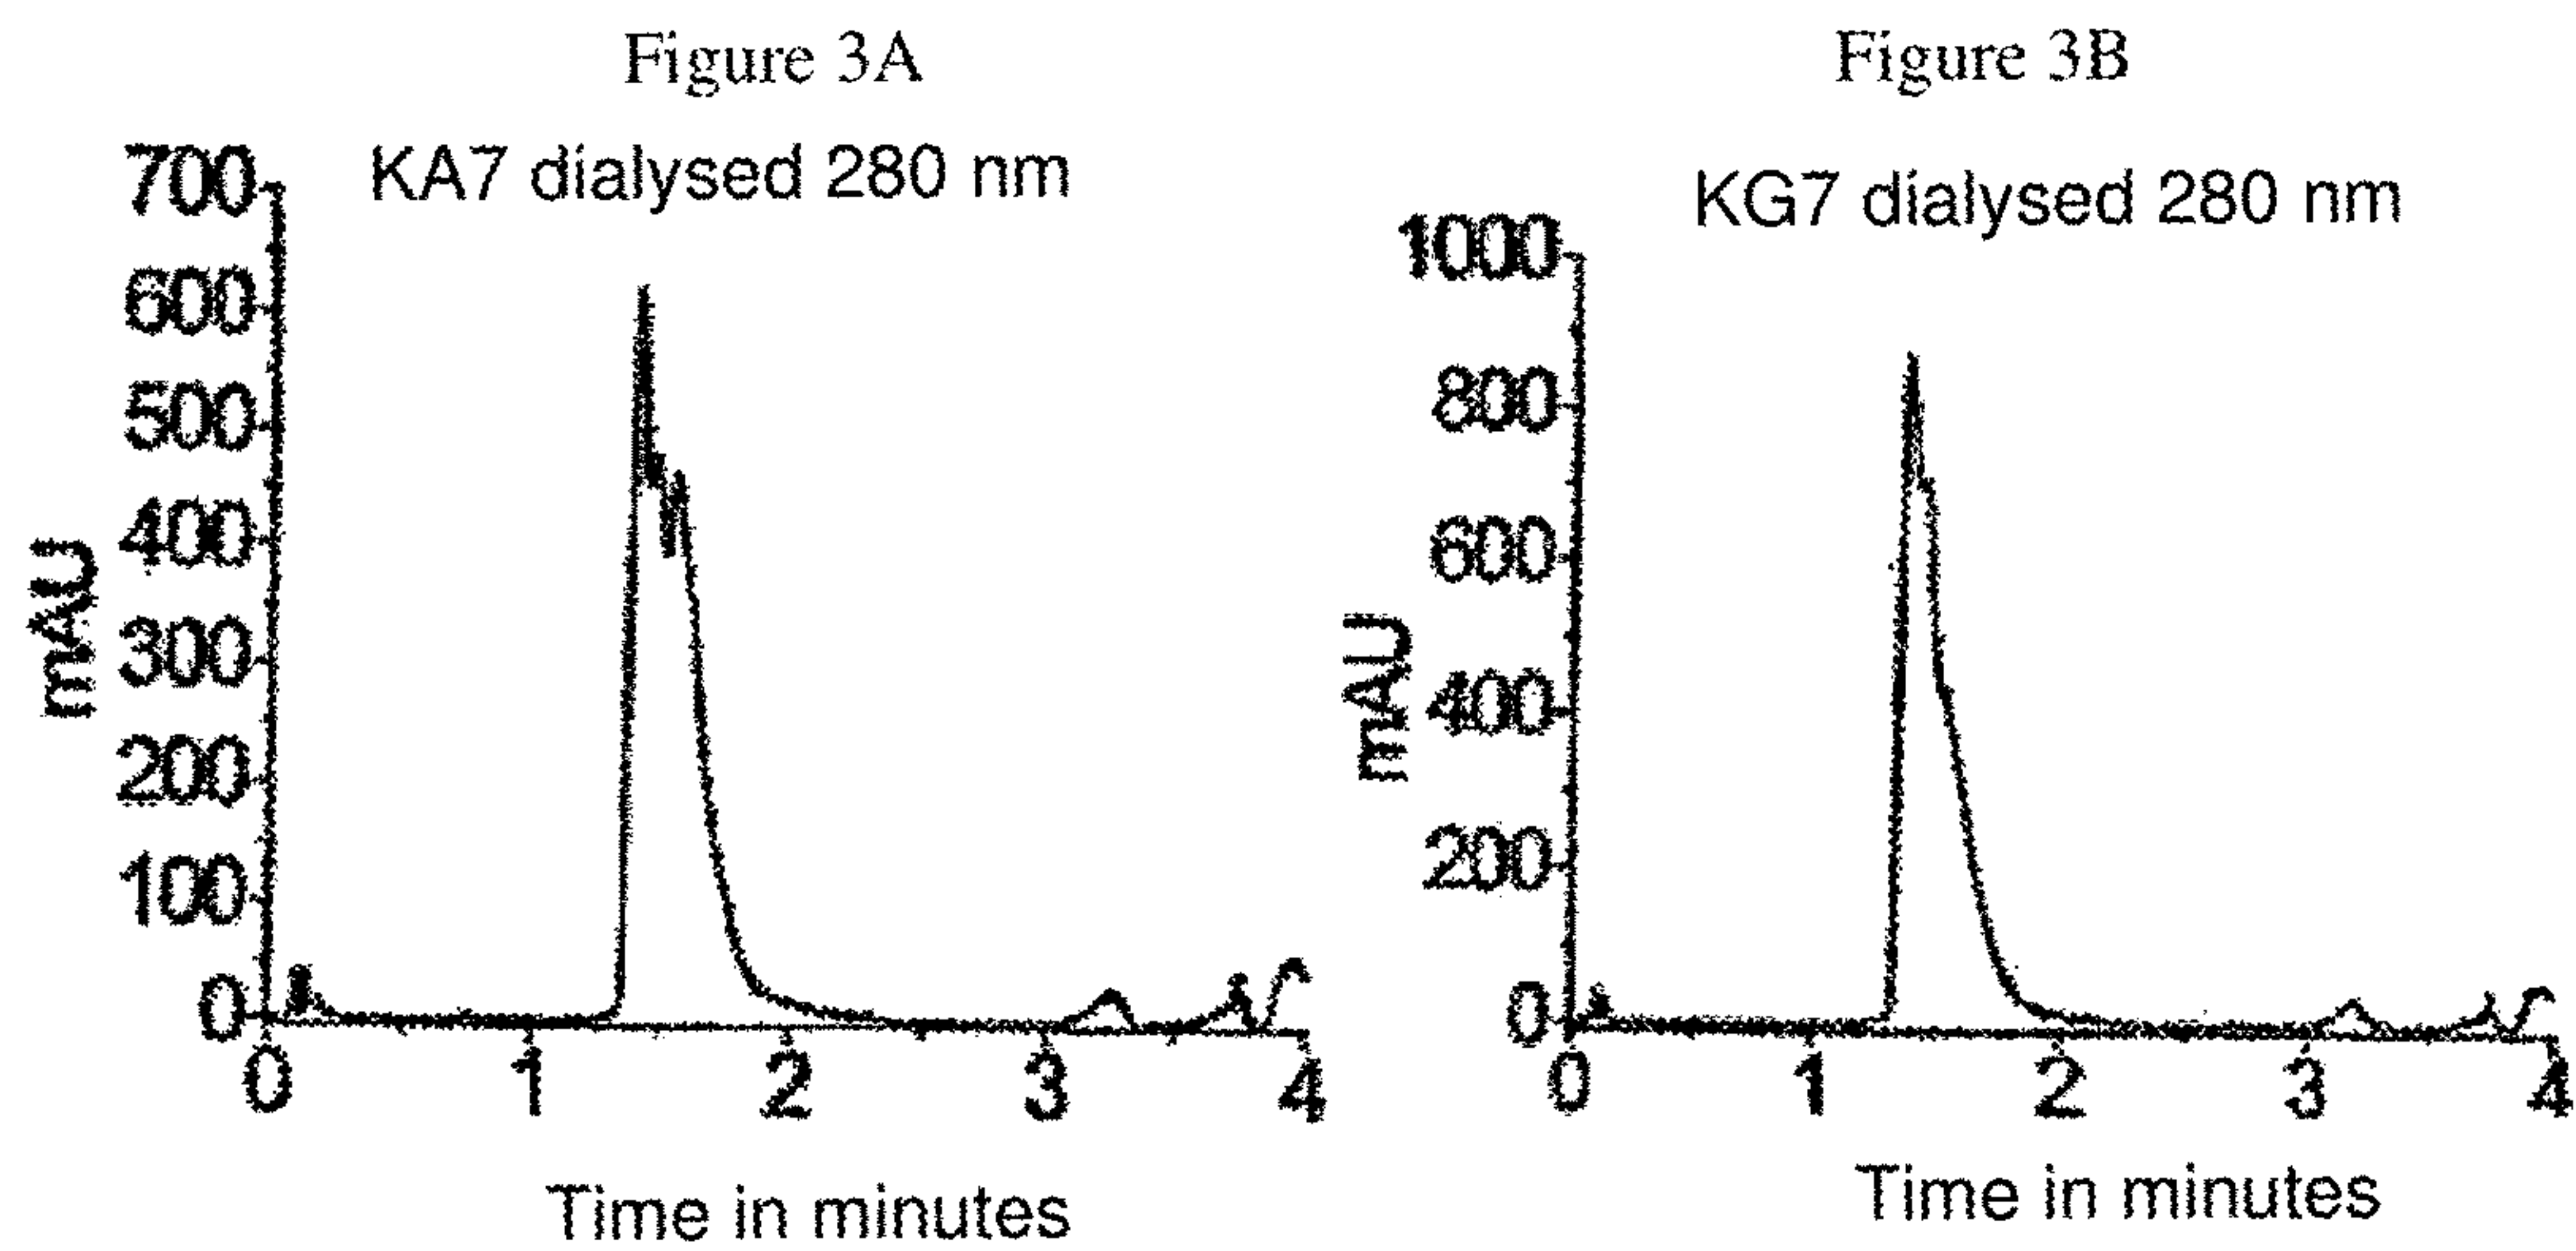 Figure 3A
KA7 dialysed 280 nm
700
600
500
400
300
200
100
0
mAU
0 1 2 3 4
Time in minutes
Figure 3B
KG7 dialysed 280 nm
1000
800
600
400
200
0
mAU
0 1 2 3 4
Time in minutes